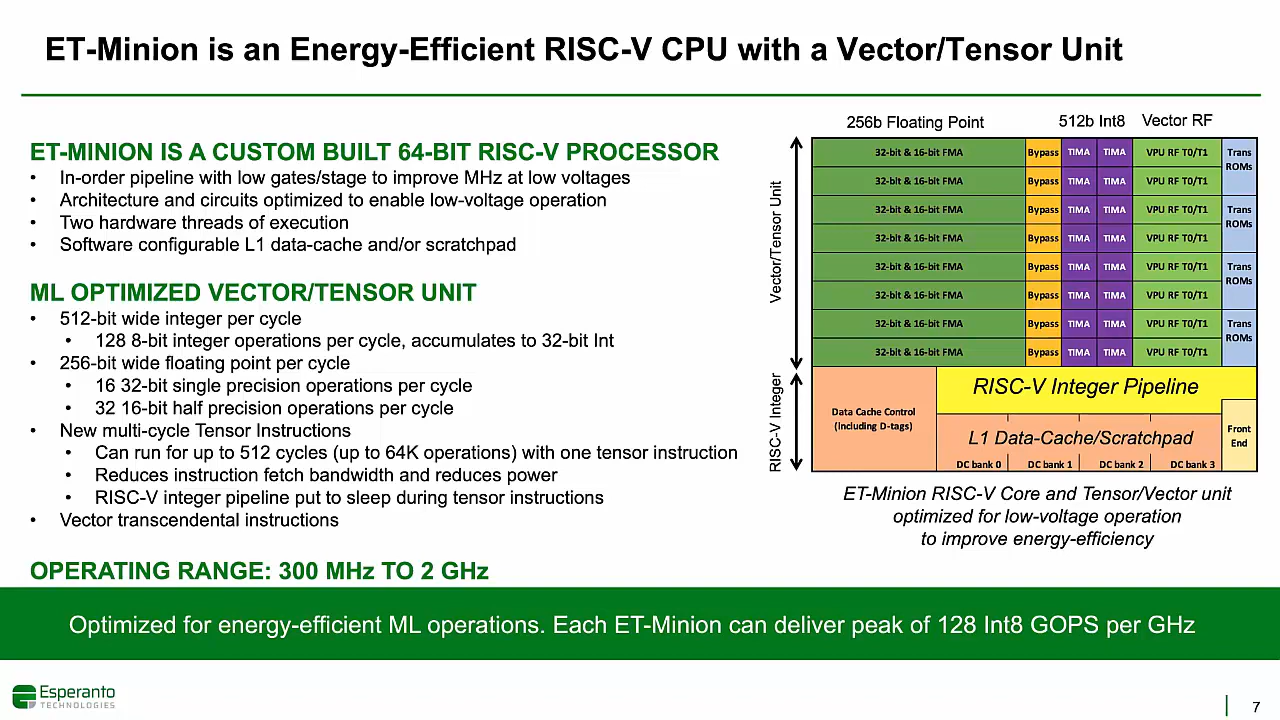 ET-Minion is an Energy-Efficient RISC-V CPU with a Vector/Tensor Unit
ET-MINION IS A CUSTOM BUILT 64-BIT RISC-V PROCESSOR
• In-order pipeline with low gates/stage to improve MHz at low voltages
• Architecture and circuits optimized to enable low-voltage operation
• Two hardware threads of execution
• Software configurable L1 data-cache and/or scratchpad
ML OPTIMIZED VECTOR/TENSOR UNIT
• 512-bit wide integer per cycle
• 128 8-bit integer operations per cycle, accumulates to 32-bit Int
• 256-bit wide floating point per cycle
• 16 32-bit single precision operations per cycle
• 32 16-bit half precision operations per cycle
• New multi-cycle Tensor Instructions
• Can run for up to 512 cycles (up to 64K operations) with one tensor instruction
• Reduces instruction fetch bandwidth and reduces power
• RISC-V integer pipeline put to sleep during tensor instructions
• Vector transcendental instructions
OPERATING RANGE: 300 MHz TO 2 GHz
256b Floating Point 512b Int8 Vector RF
Vector/Tensor Unit
32-bit & 16-bit FMA Bypass TIMA TIMA VPU RF T0/T1 Trans
ROMs
32-bit & 16-bit FMA Bypass TIMA TIMA VPU RF T0/T1
32-bit & 16-bit FMA Bypass TIMA TIMA VPU RF T0/T1 Trans
ROMs
32-bit & 16-bit FMA Bypass TIMA TIMA VPU RF T0/T1
32-bit & 16-bit FMA Bypass TIMA TIMA VPU RF T0/T1 Trans
ROMs
32-bit & 16-bit FMA Bypass TIMA TIMA VPU RF T0/T1
32-bit & 16-bit FMA Bypass TIMA TIMA VPU RF T0/T1 Trans
ROMs
32-bit & 16-bit FMA Bypass TIMA TIMA VPU RF T0/T1
RISC-V Integer
Data Cache Control
(Including D-tags)
RISC-V Integer Pipeline
L1 Data-Cache/Scratchpad
DC bank 0 DC bank 1 DC bank 2 DC bank 3
Front
End
ET-Minion RISC-V Core and Tensor/Vector unit
optimized for low-voltage operation
to improve energy-efficiency
Optimized for energy-efficient ML operations. Each ET-Minion can deliver peak of 128 Int8 GOPS per GHz
Esperanto
TECHNOLOGIES
7